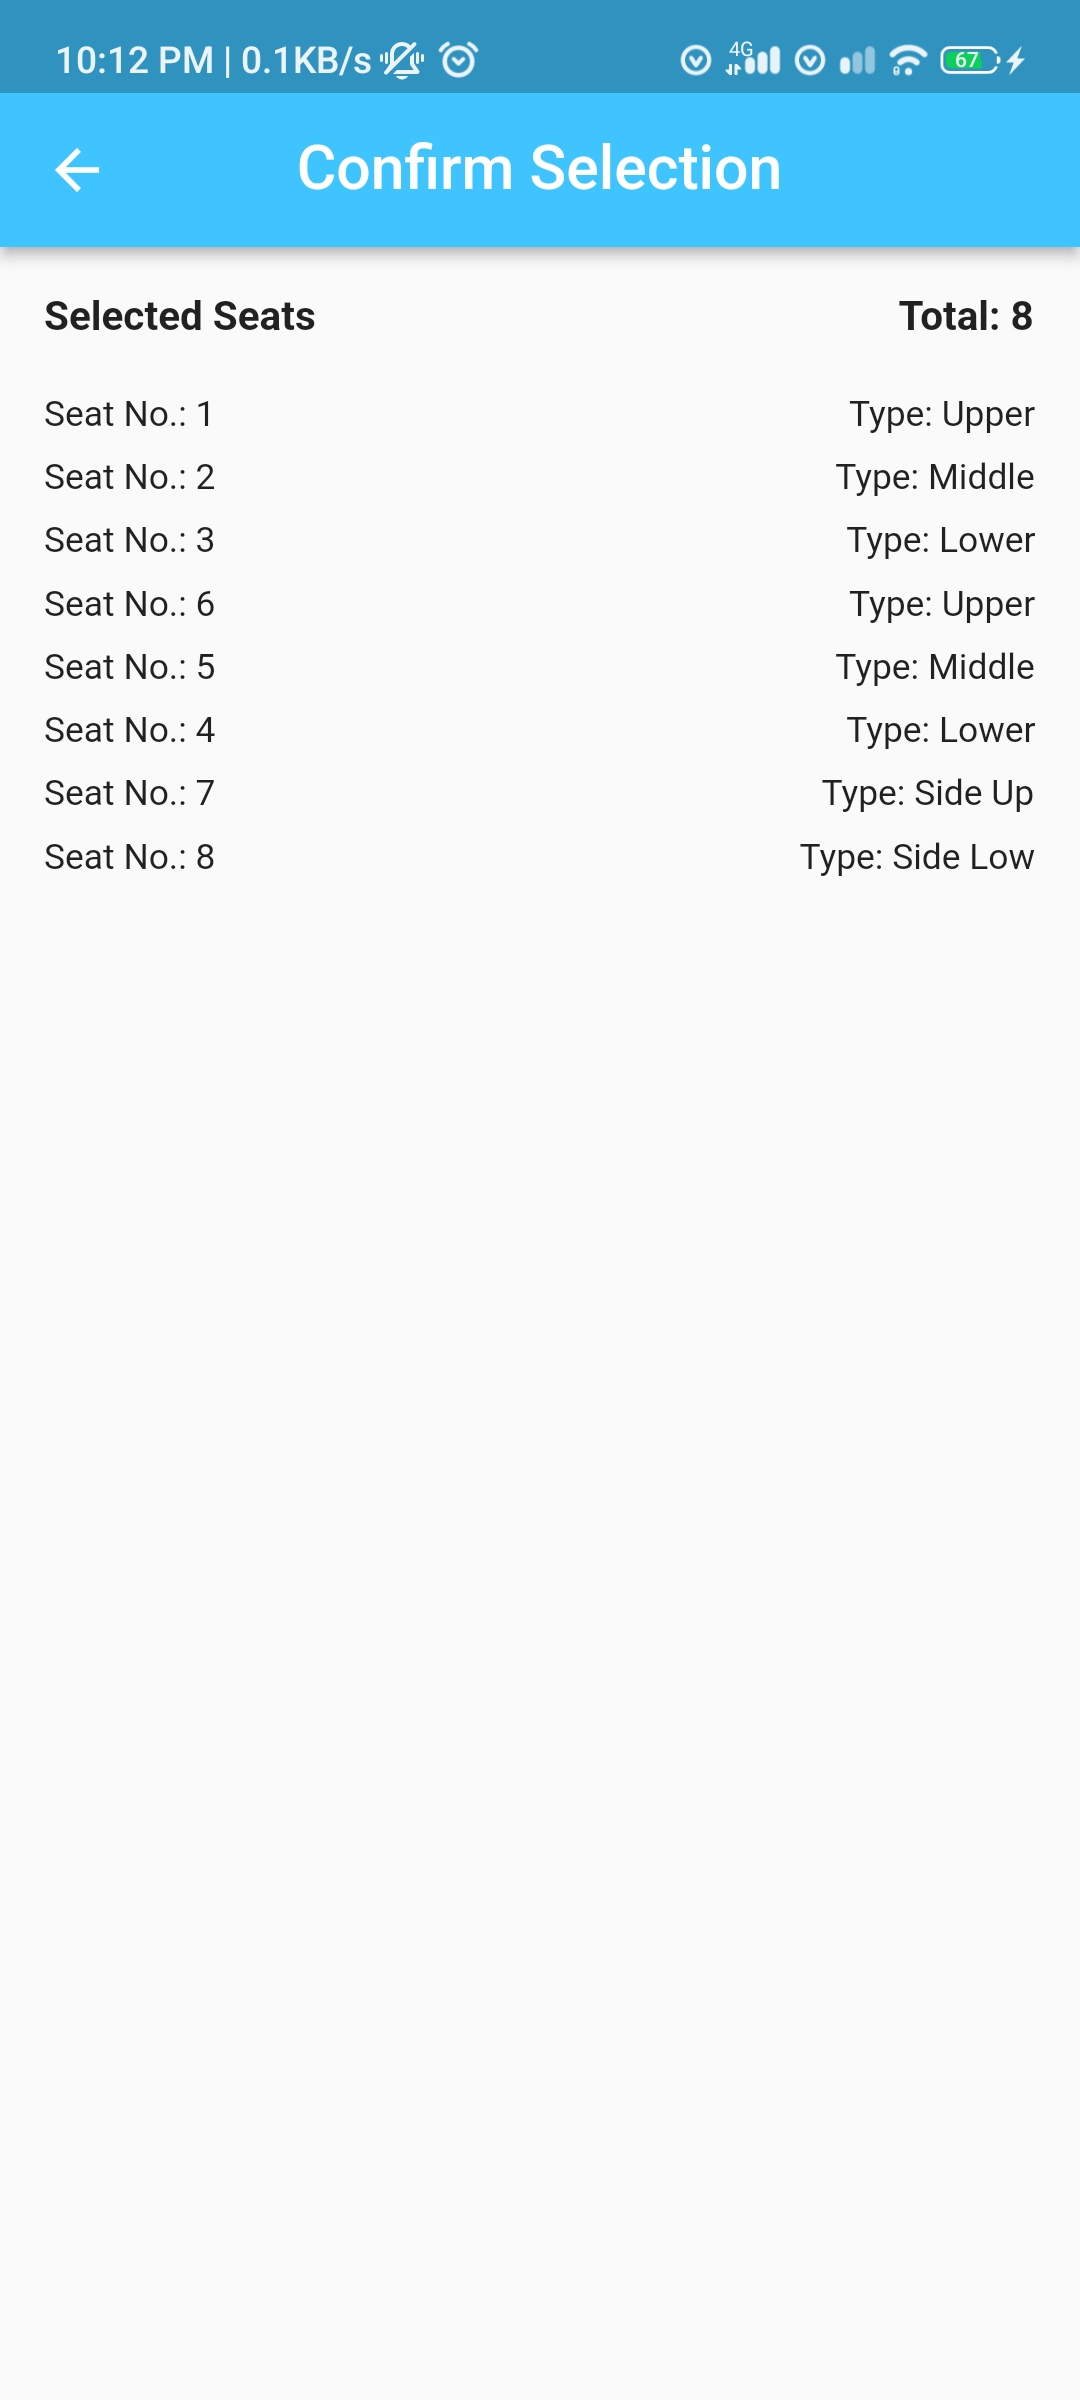 10:12 PM | 0.1KB/s 4G 67
Confirm Selection
Selected Seats Total: 8
Seat No.: 1 Type: Upper
Seat No.: 2 Type: Middle
Seat No.: 3 Type: Lower
Seat No.: 6 Type: Upper
Seat No.: 5 Type: Middle
Seat No.: 4 Type: Lower
Seat No.: 7 Type: Side Up
Seat No.: 8 Type: Side Low